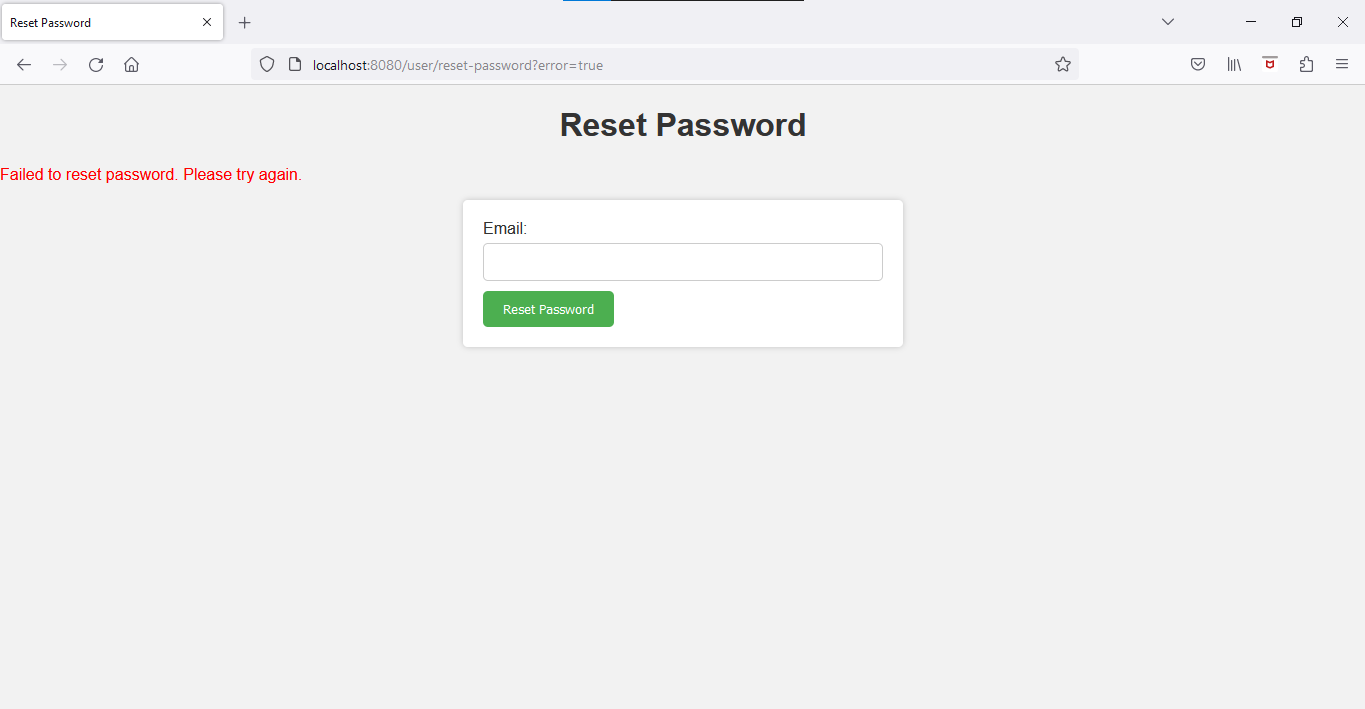 Reset Password
localhost:8080/user/reset-password?error=true
Reset Password
Failed to reset password. Please try again.
Email:
Reset Password